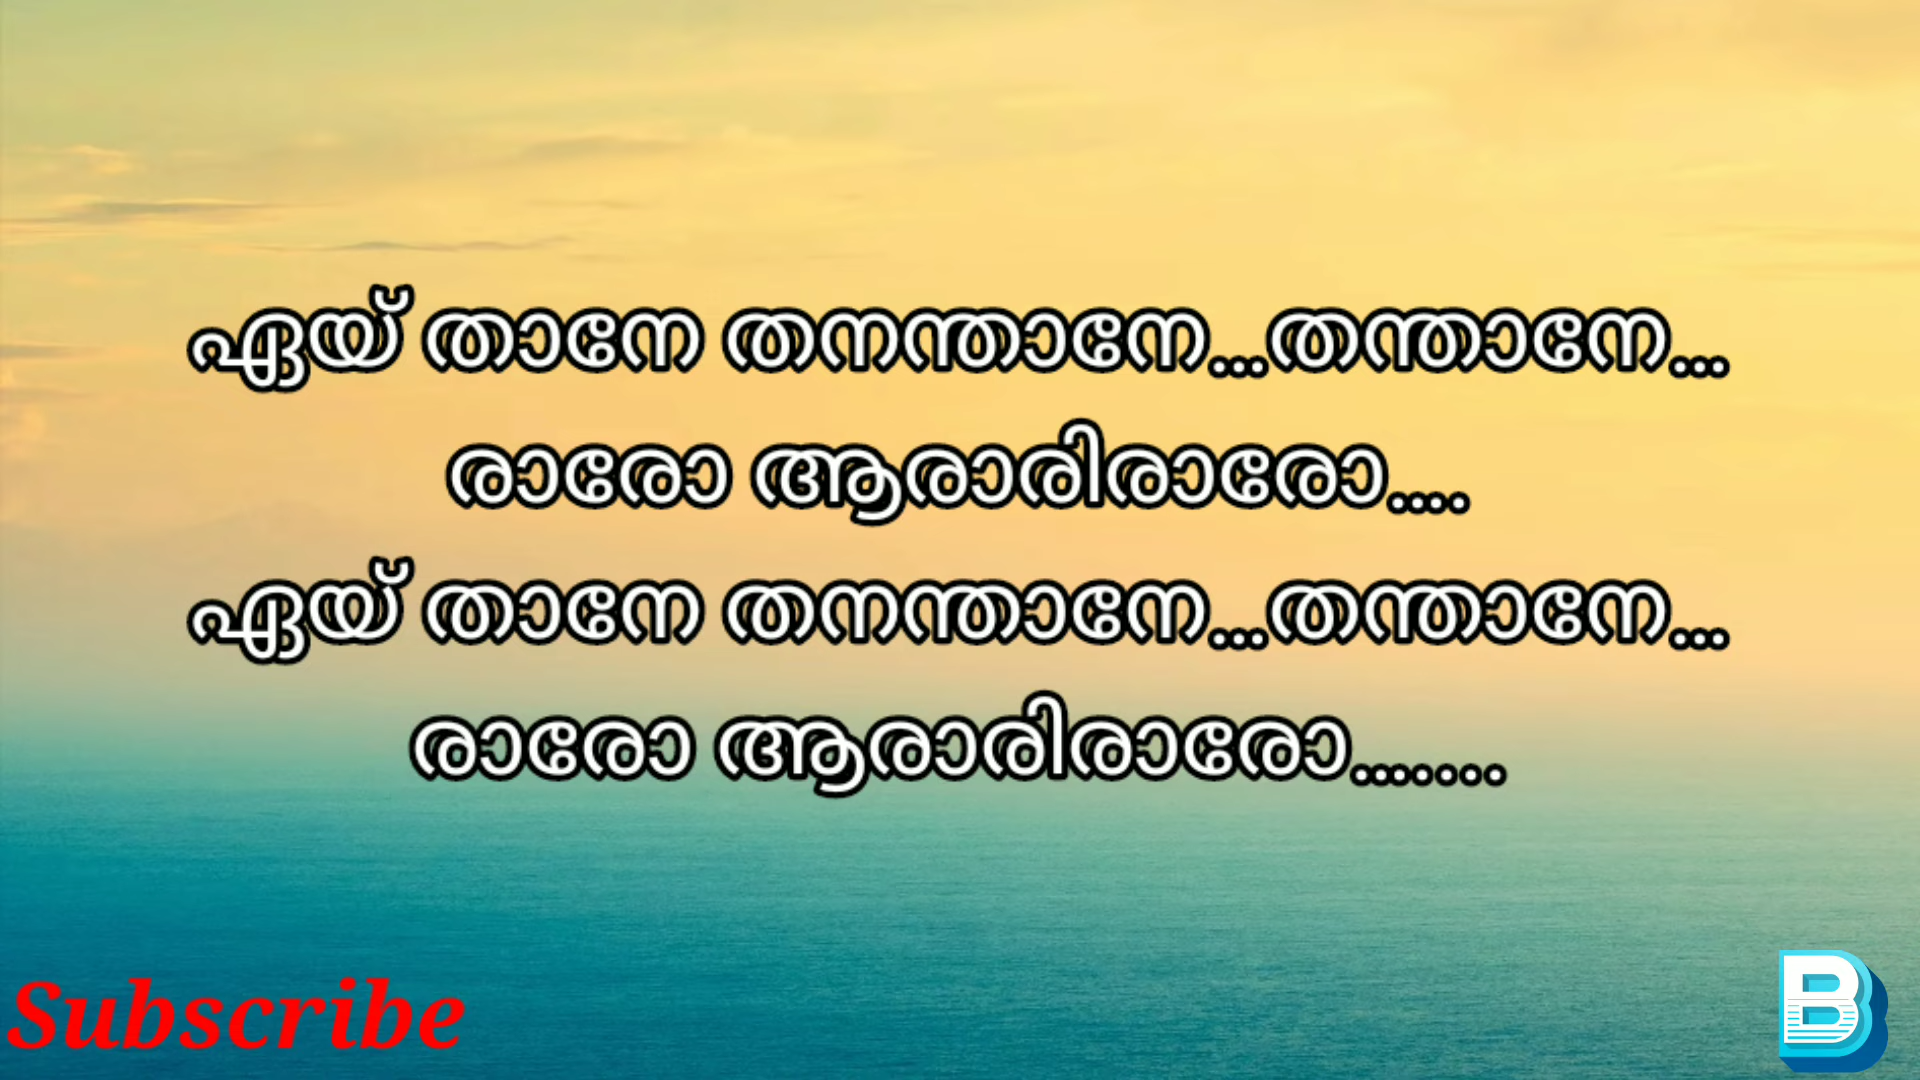 ഏയ് താനേ തനന്താനേ...തന്താനേ...
രാരോ ആരാരിരാരോ....
ഏയ് താനേ തനന്താനേ...തന്താനേ...
രാരോ ആരാരിരാരോ.......
Subscribe
B